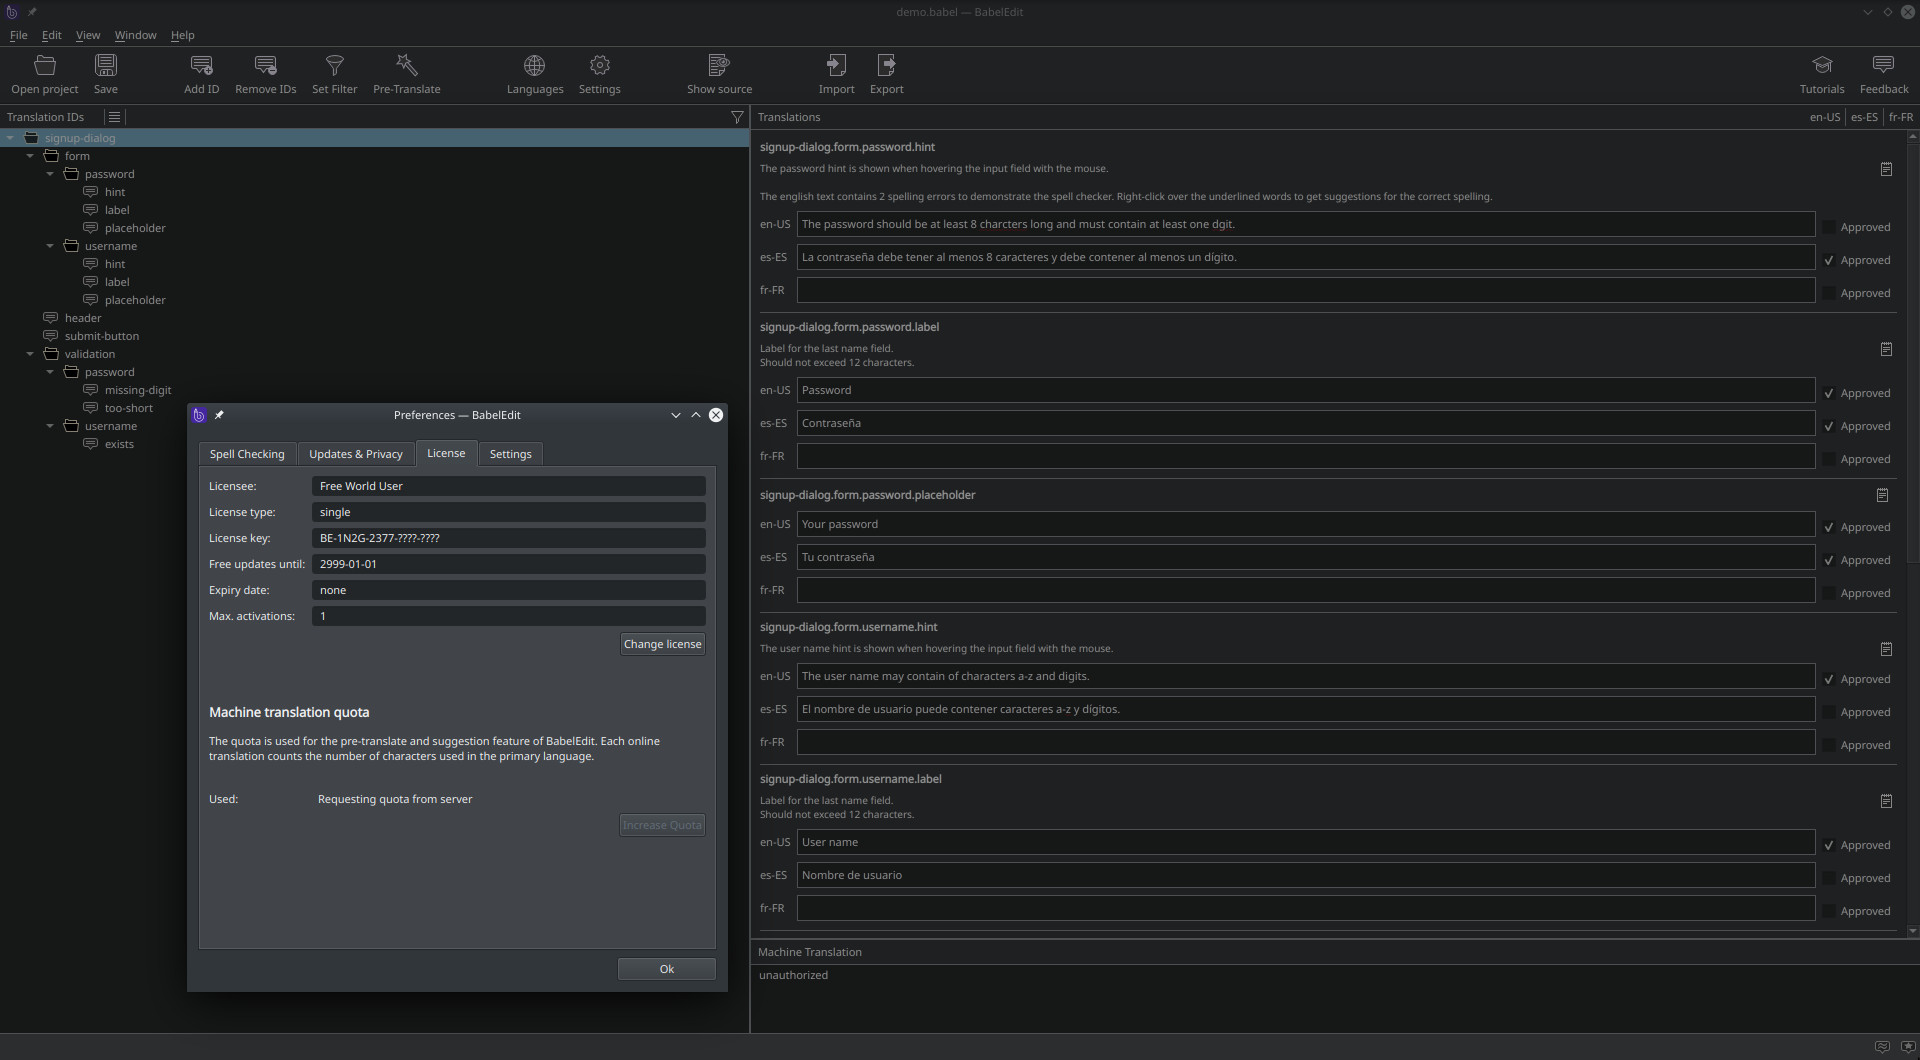 demo.babel — BabelEdit
File Edit View Window Help
Open project Save Add ID Remove IDs Set Filter Pre-Translate Languages Settings Show source Import Export Tutorials Feedback
Translation IDs
signup-dialog
form
password
hint
label
placeholder
username
hint
label
placeholder
header
submit-button
validation
password
missing-digit
too-short
username
exists
Preferences — BabelEdit
Spell Checking Updates & Privacy License Settings
Licensee: Free World User
License type: single
License key: BE-1N2G-2377-????-????
Free updates until: 2999-01-01
Expiry date: none
Max. activations: 1
Change license
Machine translation quota
The quota is used for the pre-translate and suggestion feature of BabelEdit. Each online
translation counts the number of characters used in the primary language.
Used: Requesting quota from server
Increase Quota
Ok
Translations en-US es-ES fr-FR
signup-dialog.form.password.hint
The password hint is shown when hovering the input field with the mouse.
The english text contains 2 spelling errors to demonstrate the spell checker. Right-click over the underlined words to get suggestions for the correct spelling.
en-US The password should be at least 8 charcters long and must contain at least one dgit. Approved
es-ES La contraseña debe tener al menos 8 caracteres y debe contener al menos un dígito. Approved
fr-FR Approved
signup-dialog.form.password.label
Label for the last name field.
Should not exceed 12 characters.
en-US Password Approved
es-ES Contraseña Approved
fr-FR Approved
signup-dialog.form.password.placeholder
en-US Your password Approved
es-ES Tu contraseña Approved
fr-FR Approved
signup-dialog.form.username.hint
The user name hint is shown when hovering the input field with the mouse.
en-US The user name may contain of characters a-z and digits. Approved
es-ES El nombre de usuario puede contener caracteres a-z y dígitos. Approved
fr-FR Approved
signup-dialog.form.username.label
Label for the last name field.
Should not exceed 12 characters.
en-US User name Approved
es-ES Nombre de usuario Approved
fr-FR Approved
Machine Translation
unauthorized